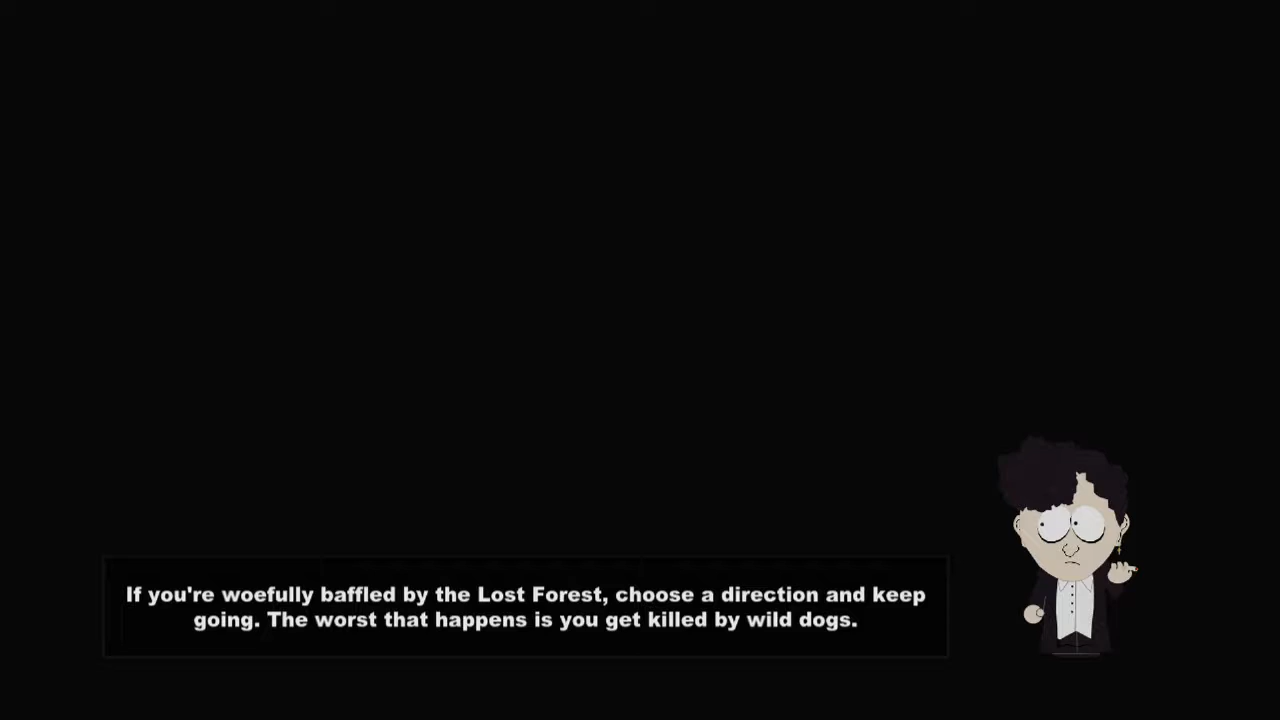 If you're woefully baffled by the Lost Forest, choose a direction and keep
going. The worst that happens is you get killed by wild dogs.